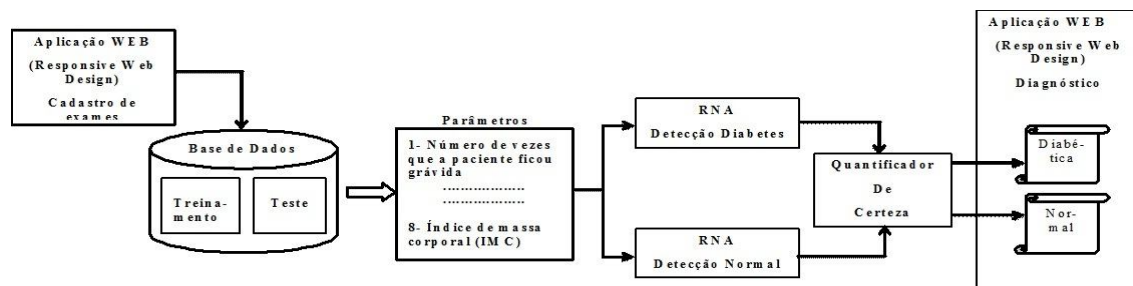 Aplicação WEB
(Responsive Web
Design)
Cadastro de
exames
Base de Dados
Treina-
mento
Teste
Parâmetros
1- Número de vezes
que a paciente ficou
grávida
...................
...................
8- Índice de massa
corporal (IMC)
RNA
Detecção Diabetes
RNA
Detecção Normal
Quantificador
De
Certeza
Aplicação WEB
(Responsive Web
Design)
Diagnóstico
Diabé-
tica
Nor-
mal